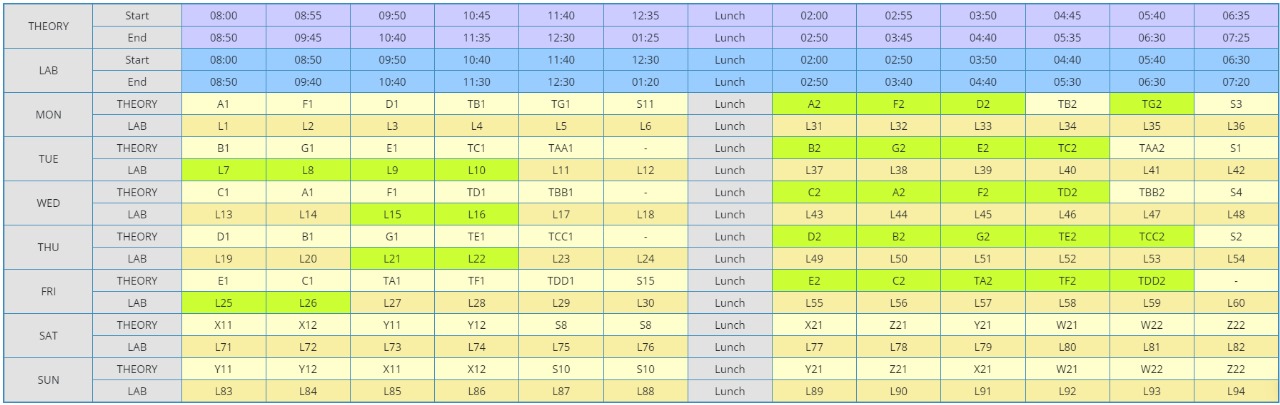 THEORY Start 08:00 08:55 09:50 10:45 11:40 12:35 Lunch 02:00 02:55 03:50 04:45 05:40 06:35
End 08:50 09:45 10:40 11:35 12:30 01:25 Lunch 02:50 03:45 04:40 05:35 06:30 07:25
LAB Start 08:00 08:50 09:50 10:40 11:40 12:30 Lunch 02:00 02:50 03:50 04:40 05:40 06:30
End 08:50 09:40 10:40 11:30 12:30 01:20 Lunch 02:50 03:40 04:40 05:30 06:30 07:20
MON THEORY A1 F1 D1 TB1 TG1 S11 Lunch A2 F2 D2 TB2 TG2 S3
LAB L1 L2 L3 L4 L5 L6 Lunch L31 L32 L33 L34 L35 L36
TUE THEORY B1 G1 E1 TC1 TAA1 - Lunch B2 G2 E2 TC2 TAA2 S1
LAB L7 L8 L9 L10 L11 L12 Lunch L37 L38 L39 L40 L41 L42
WED THEORY C1 A1 F1 TD1 TBB1 - Lunch C2 A2 F2 TD2 TBB2 S4
LAB L13 L14 L15 L16 L17 L18 Lunch L43 L44 L45 L46 L47 L48
THU THEORY D1 B1 G1 TE1 TCC1 - Lunch D2 B2 G2 TE2 TCC2 S2
LAB L19 L20 L21 L22 L23 L24 Lunch L49 L50 L51 L52 L53 L54
FRI THEORY E1 C1 TA1 TF1 TDD1 S15 Lunch E2 C2 TA2 TF2 TDD2 -
LAB L25 L26 L27 L28 L29 L30 Lunch L55 L56 L57 L58 L59 L60
SAT THEORY X11 X12 Y11 Y12 S8 S8 Lunch X21 Z21 Y21 W21 W22 Z22
LAB L71 L72 L73 L74 L75 L76 Lunch L77 L78 L79 L80 L81 L82
SUN THEORY Y11 Y12 X11 X12 S10 S10 Lunch Y21 Z21 X21 W21 W22 Z22
LAB L83 L84 L85 L86 L87 L88 Lunch L89 L90 L91 L92 L93 L94